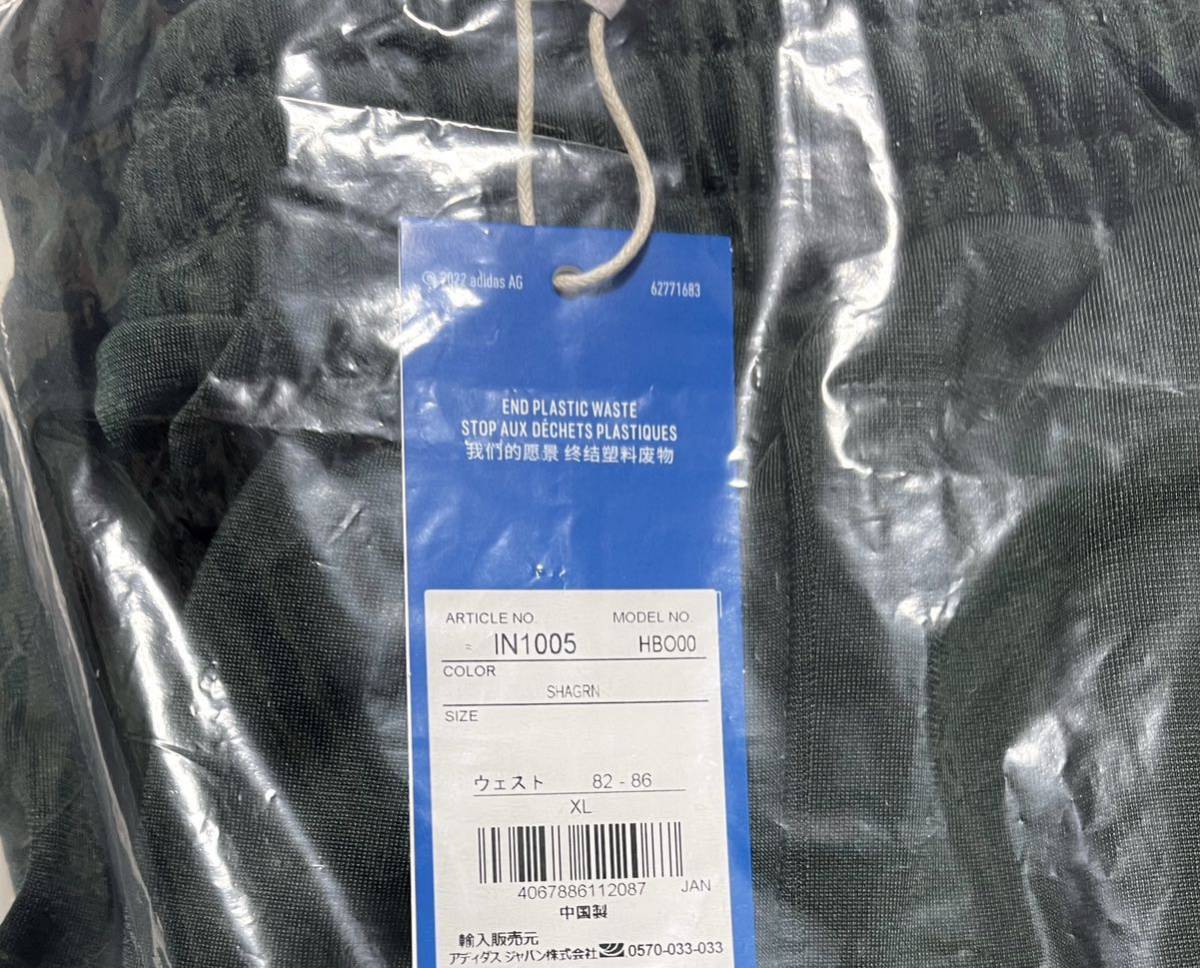 © 2022 adidas AG
62771683
END PLASTIC WASTE
STOP AUX DÉCHETS PLASTIQUES
我们的愿景 终结塑料废物
ARTICLE NO. MODEL NO.
IN1005 HBO00
COLOR
SHAGRN
SIZE
ウェスト 82 - 86
XL
4067886112087 JAN
中国製
輸入販売元
アディダス ジャパン株式会社 0570-033-033